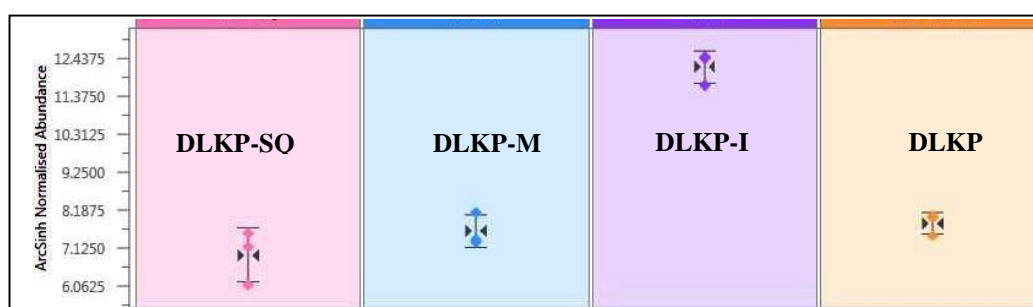 ArcSinh Normalised Abundance
12.4375
11.3750
10.3125
9.2500
8.1875
7.1250
6.0625
DLKP-SQ
DLKP-M
DLKP-I
DLKP